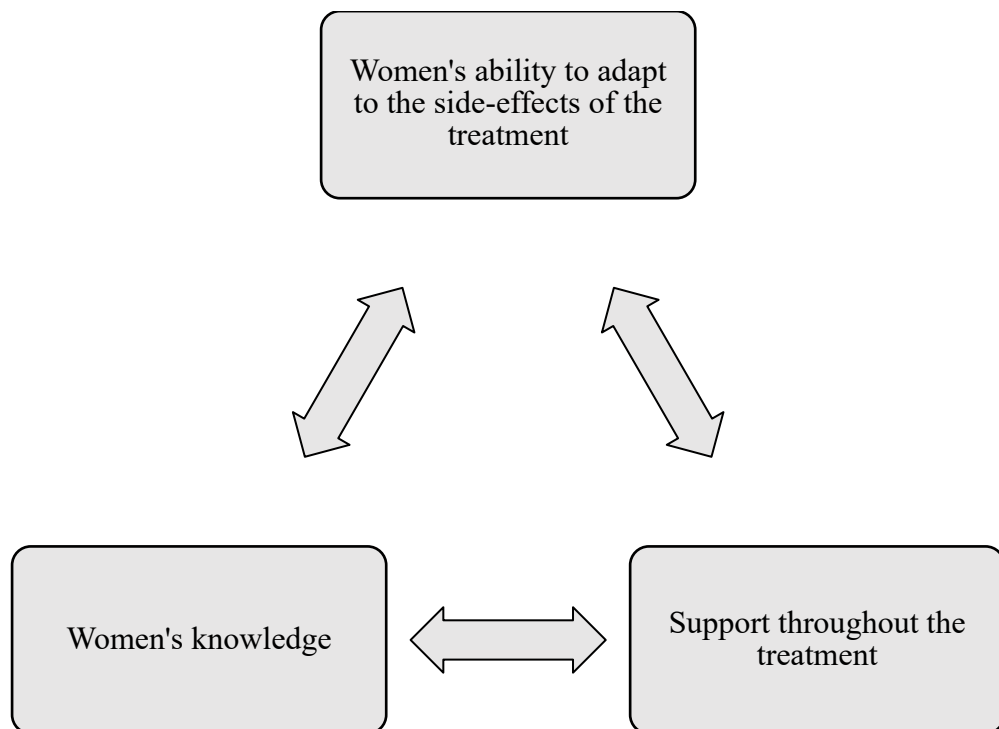 Women's ability to adapt
to the side-effects of the
treatment
Women's knowledge
Support throughout the
treatment